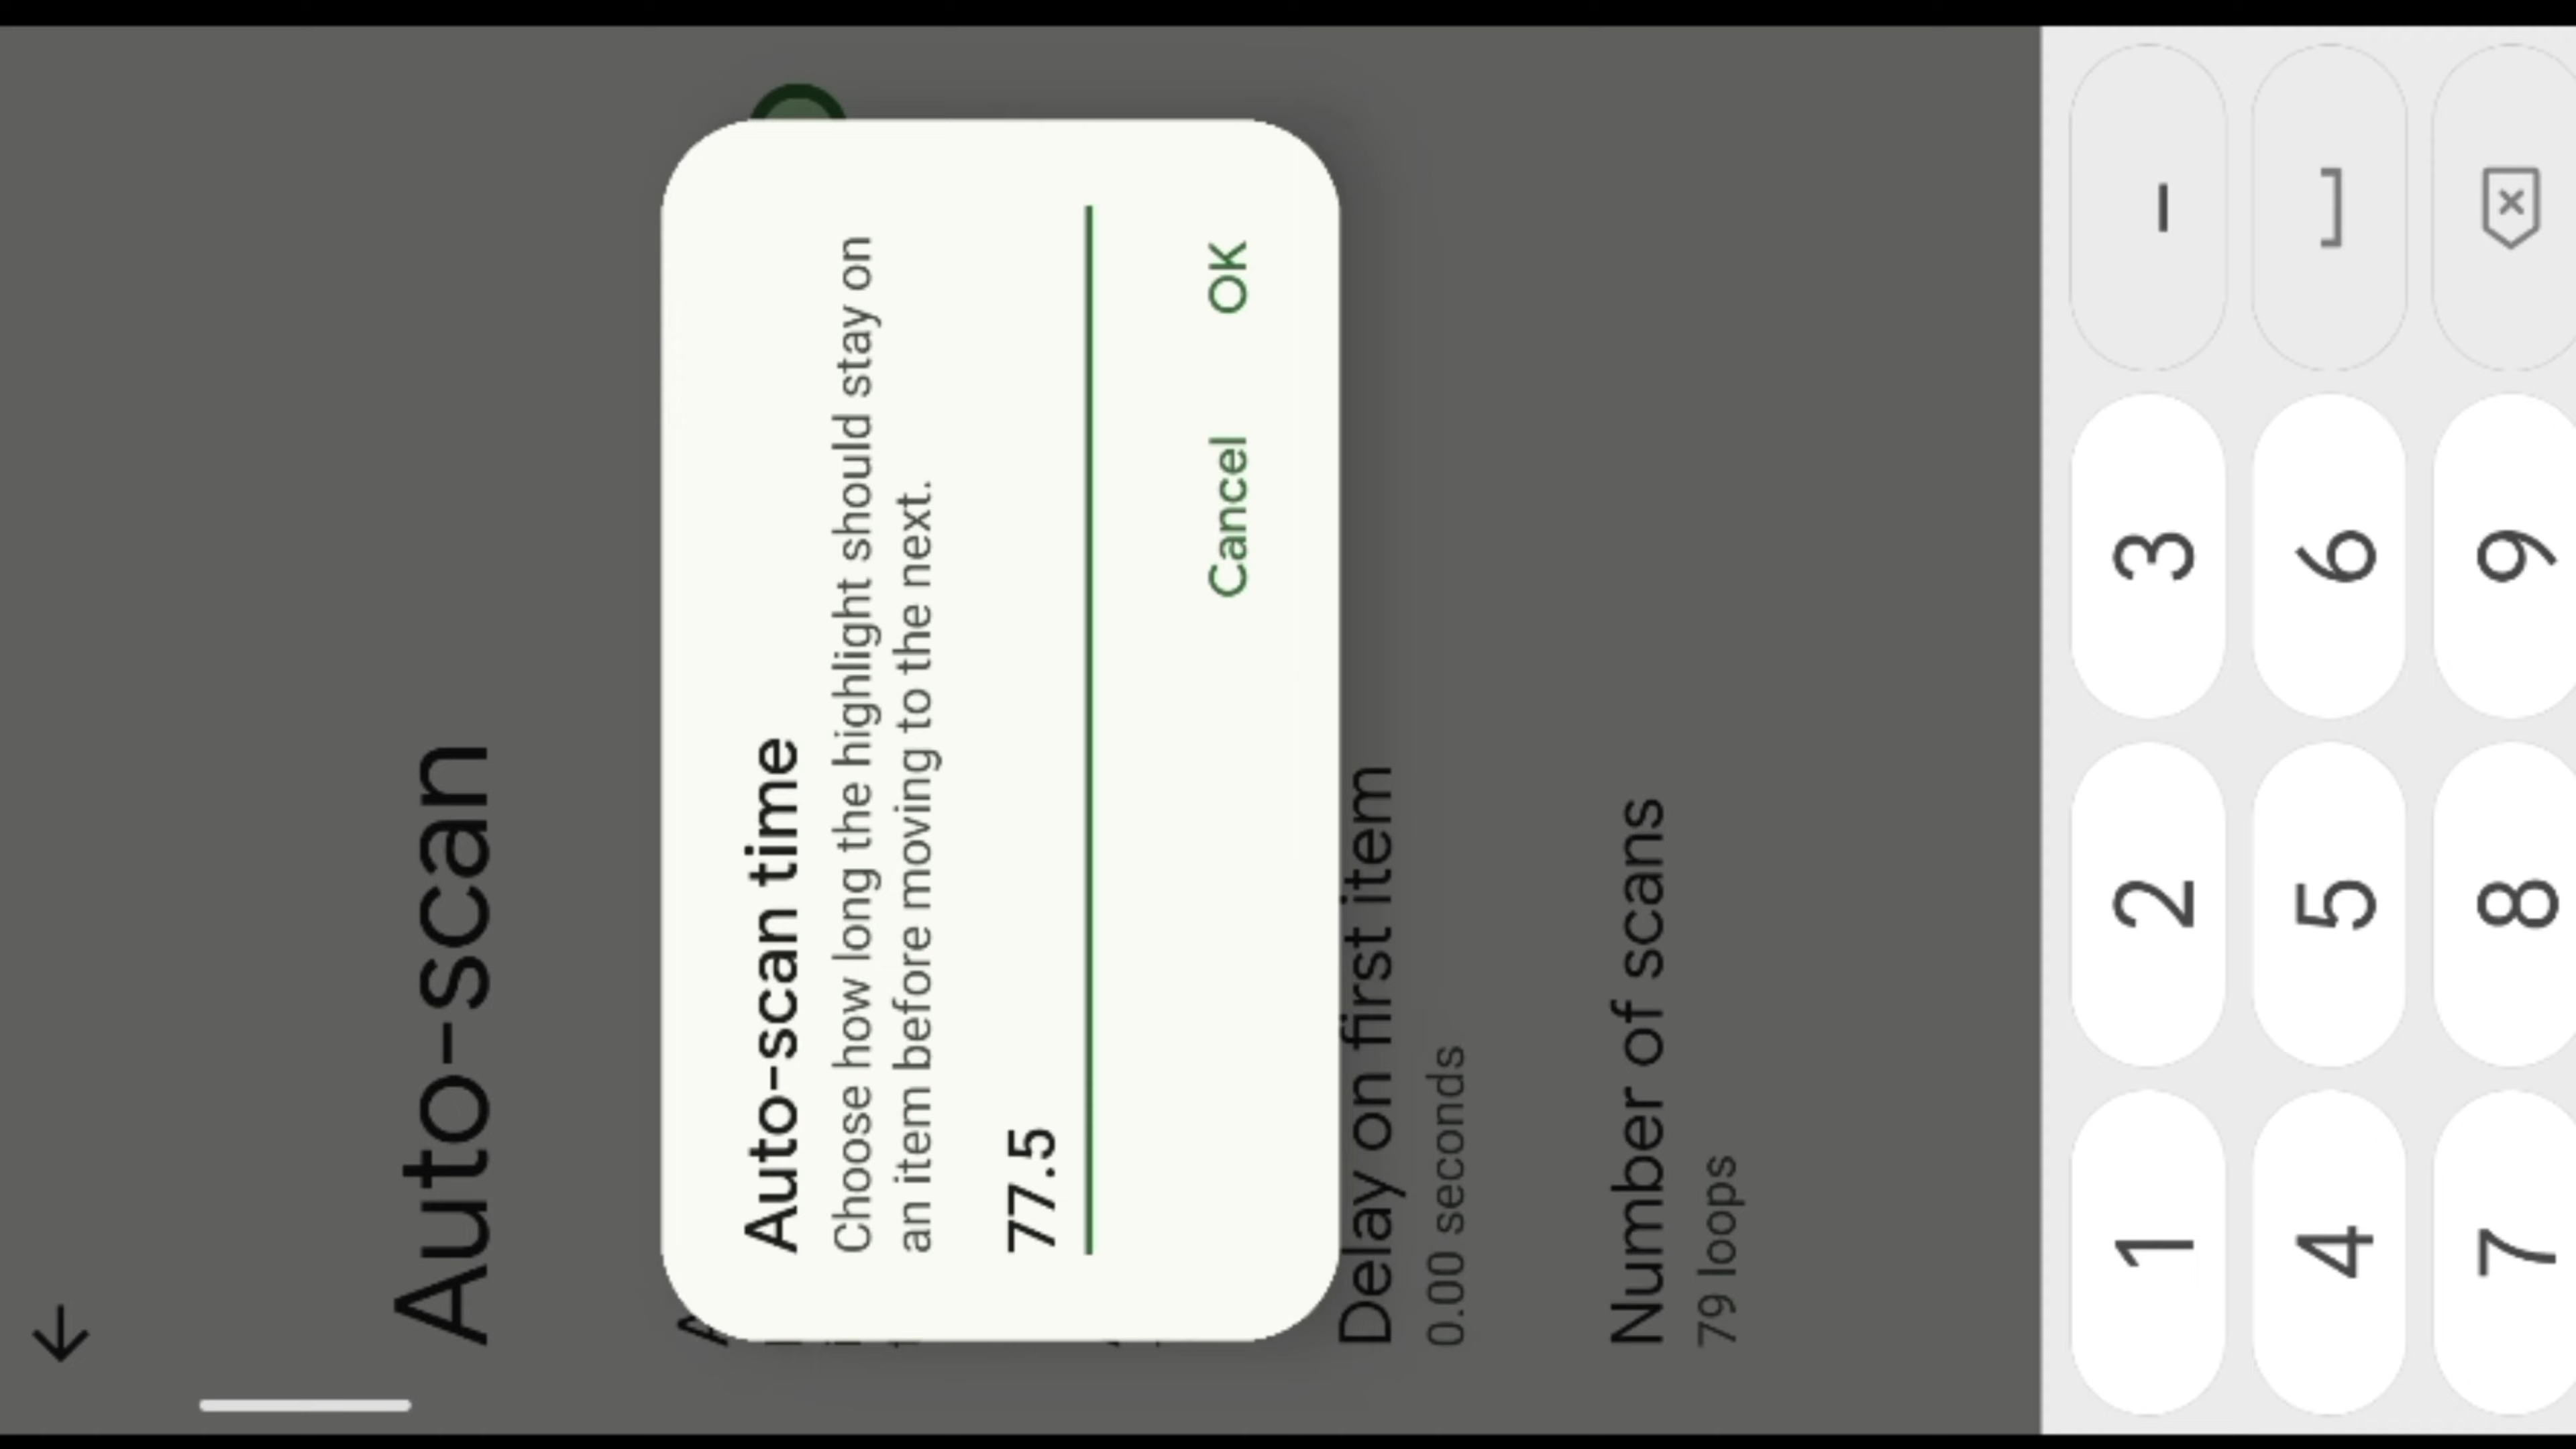 Auto-scan
Auto-scan time
Choose how long the highlight should stay on
an item before moving to the next.
77.5
Cancel OK
Delay on first item
0.00 seconds
Number of scans
79 loops
1 2 3 –
4 5 6
7 8 9